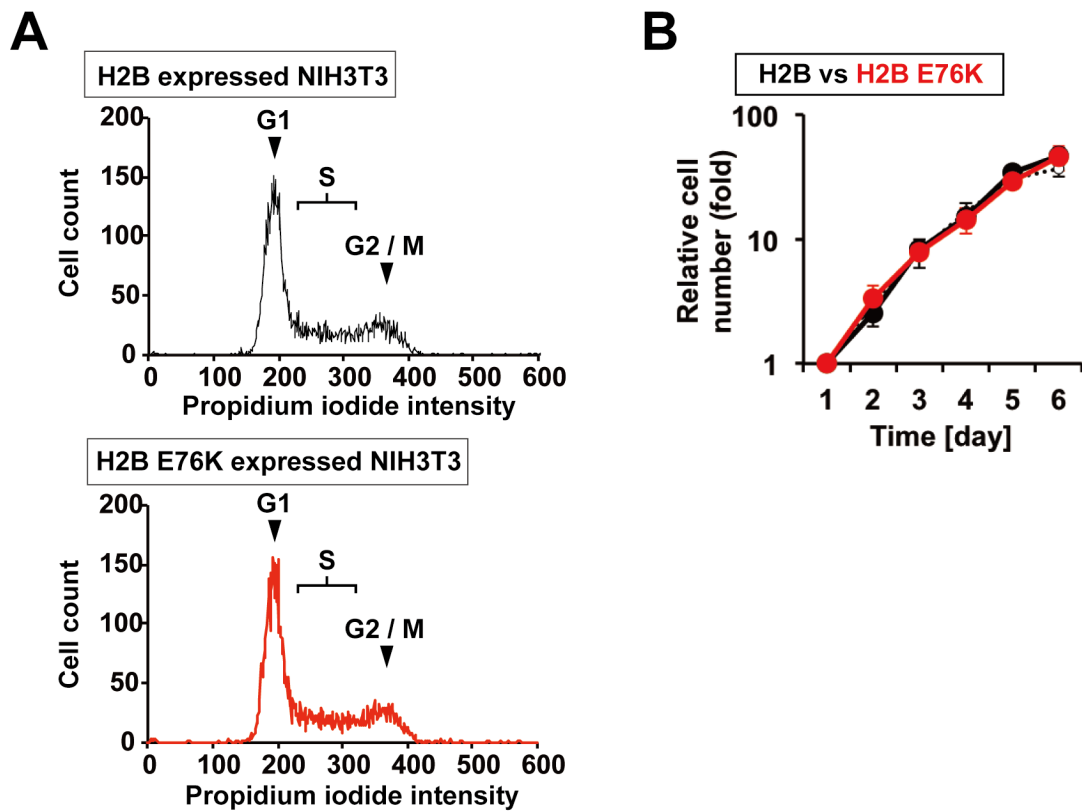 A
H2B expressed NIH3T3
200
150
100
50
0
Cell count
G1
S
G2 / M
0 100 200 300 400 500 600
Propidium iodide intensity
H2B E76K expressed NIH3T3
200
150
100
50
0
Cell count
G1
S
G2 / M
0 100 200 300 400 500 600
Propidium iodide intensity
B
H2B vs H2B E76K
100
10
1
Relative cell
number (fold)
1 2 3 4 5 6
Time [day]